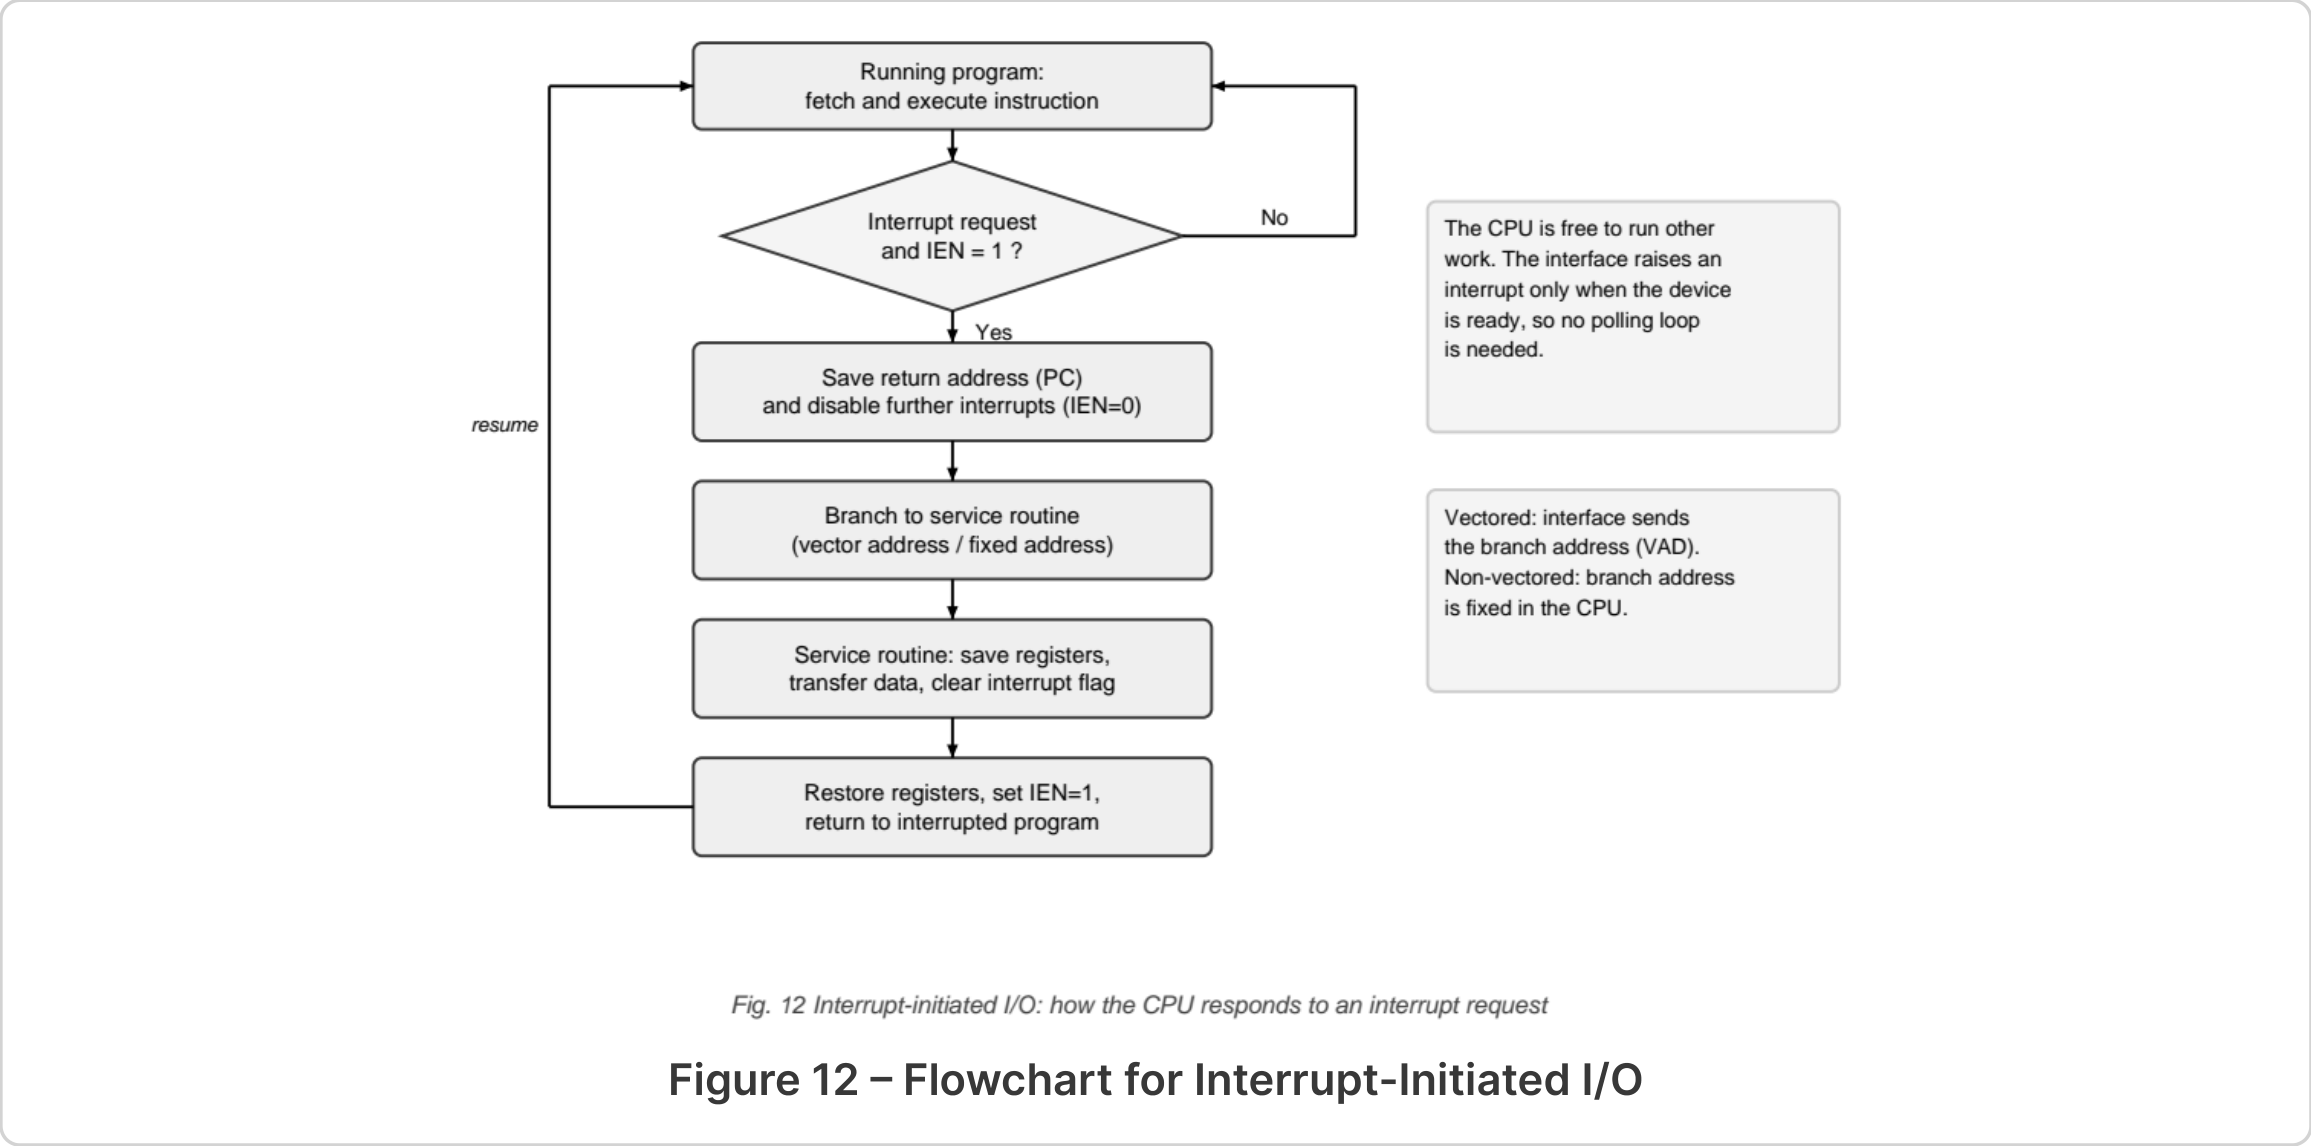 Running program:
fetch and execute instruction
Interrupt request
and IEN = 1 ?
No
Yes
Save return address (PC)
and disable further interrupts (IEN=0)
resume
Branch to service routine
(vector address / fixed address)
Service routine: save registers,
transfer data, clear interrupt flag
Restore registers, set IEN=1,
return to interrupted program
The CPU is free to run other
work. The interface raises an
interrupt only when the device
is ready, so no polling loop
is needed.
Vectored: interface sends
the branch address (VAD).
Non-vectored: branch address
is fixed in the CPU.
Fig. 12 Interrupt-initiated I/O: how the CPU responds to an interrupt request
Figure 12 – Flowchart for Interrupt-Initiated I/O